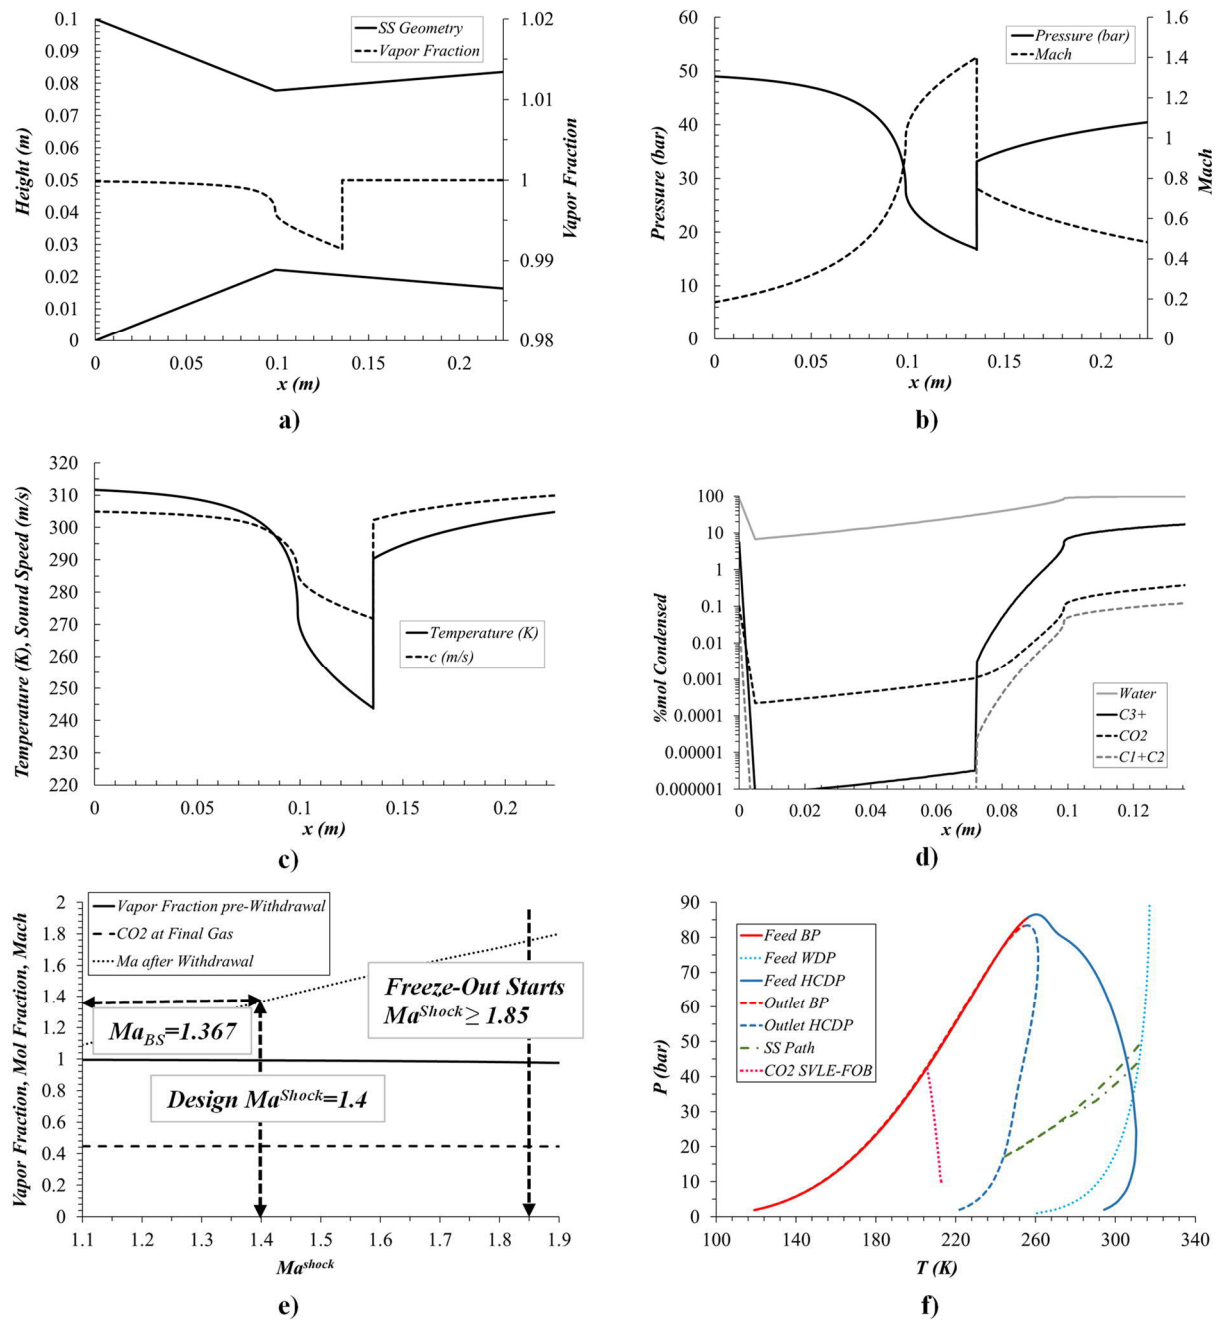 0.1
0.09
0.08
0.07
0.06
0.05
0.04
0.03
0.02
0.01
0
Height (m)
SS Geometry
Vapor Fraction
1.02
1.01
1
0.99
0.98
Vapor Fraction
0 0.05 0.1 0.15 0.2
x (m)
a)
60
50
40
30
20
10
0
Pressure (bar)
Pressure (bar)
Mach
1.6
1.4
1.2
1
0.8
0.6
0.4
0.2
0
Mach
0 0.05 0.1 0.15 0.2
x (m)
b)
320
310
300
290
280
270
260
250
240
230
220
Temperature (K), Sound Speed (m/s)
Temperature (K)
c (m/s)
0 0.05 0.1 0.15 0.2
x (m)
c)
100
10
1
0.1
0.01
0.001
0.0001
0.00001
0.000001
%mol Condensed
Water
C3+
CO2
C1+C2
0 0.02 0.04 0.06 0.08 0.1 0.12
x (m)
d)
2
1.8
1.6
1.4
1.2
1
0.8
0.6
0.4
0.2
0
Vapor Fraction, Mol Fraction, Mach
Vapor Fraction pre-Withdrawal
CO2 at Final Gas
Ma after Withdrawal
Freeze-Out Starts
Ma^Shock ≥ 1.85
Ma_BS=1.367
Design Ma^Shock=1.4
1.1 1.2 1.3 1.4 1.5 1.6 1.7 1.8 1.9
Ma^shock
e)
90
80
70
60
50
40
30
20
10
0
P (bar)
Feed BP
Feed WDP
Feed HCDP
Outlet BP
Outlet HCDP
SS Path
CO2 SVLE-FOB
100 140 180 220 260 300 340
T (K)
f)